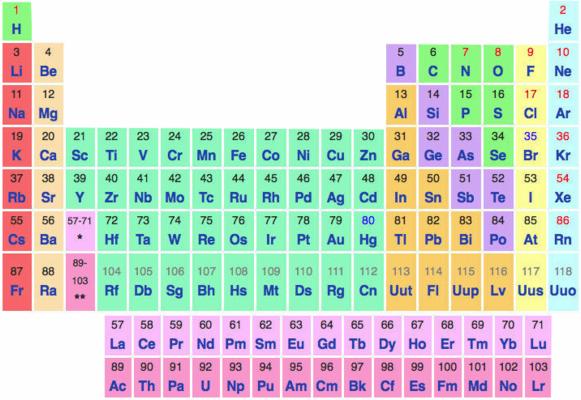 1 2
H He
3 4 5 6 7 8 9 10
Li Be B C N O F Ne
11 12 13 14 15 16 17 18
Na Mg Al Si P S Cl Ar
19 20 21 22 23 24 25 26 27 28 29 30 31 32 33 34 35 36
K Ca Sc Ti V Cr Mn Fe Co Ni Cu Zn Ga Ge As Se Br Kr
37 38 39 40 41 42 43 44 45 46 47 48 49 50 51 52 53 54
Rb Sr Y Zr Nb Mo Tc Ru Rh Pd Ag Cd In Sn Sb Te I Xe
55 56 57-71 72 73 74 75 76 77 78 79 80 81 82 83 84 85 86
Cs Ba * Hf Ta W Re Os Ir Pt Au Hg Tl Pb Bi Po At Rn
87 88 89-103 104 105 106 107 108 109 110 111 112 113 114 115 116 117 118
Fr Ra ** Rf Db Sg Bh Hs Mt Ds Rg Cn Uut Fl Uup Lv Uus Uuo
57 58 59 60 61 62 63 64 65 66 67 68 69 70 71
La Ce Pr Nd Pm Sm Eu Gd Tb Dy Ho Er Tm Yb Lu
89 90 91 92 93 94 95 96 97 98 99 100 101 102 103
Ac Th Pa U Np Pu Am Cm Bk Cf Es Fm Md No Lr